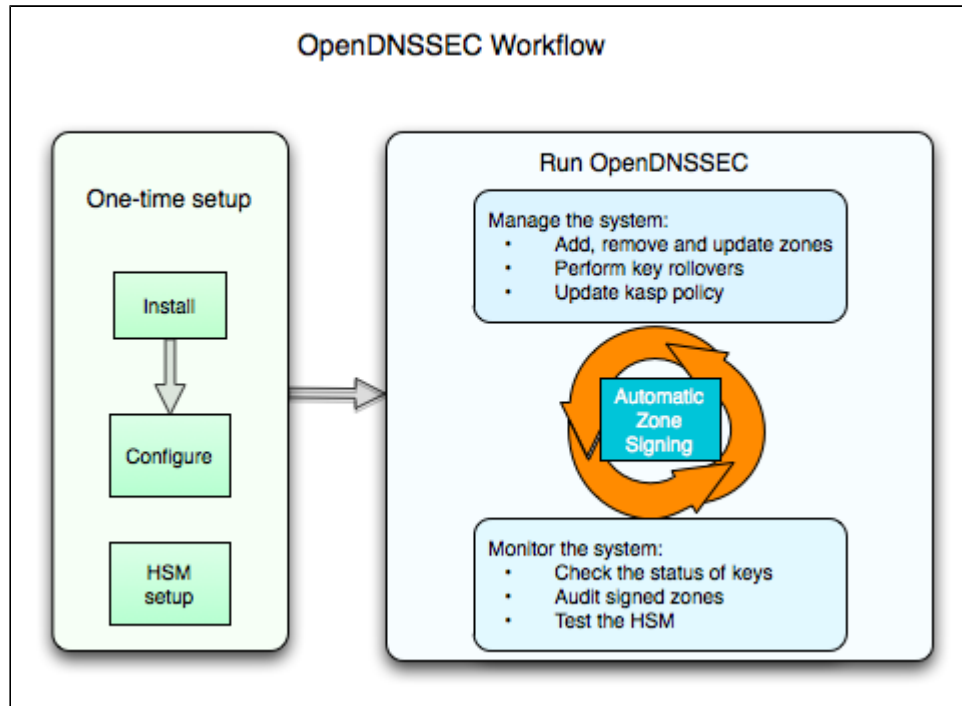 OpenDNSSEC Workflow
One-time setup
Install
Configure
HSM
setup
Run OpenDNSSEC
Manage the system:
• Add, remove and update zones
• Perform key rollovers
• Update kasp policy
Automatic
Zone
Signing
Monitor the system:
• Check the status of keys
• Audit signed zones
• Test the HSM